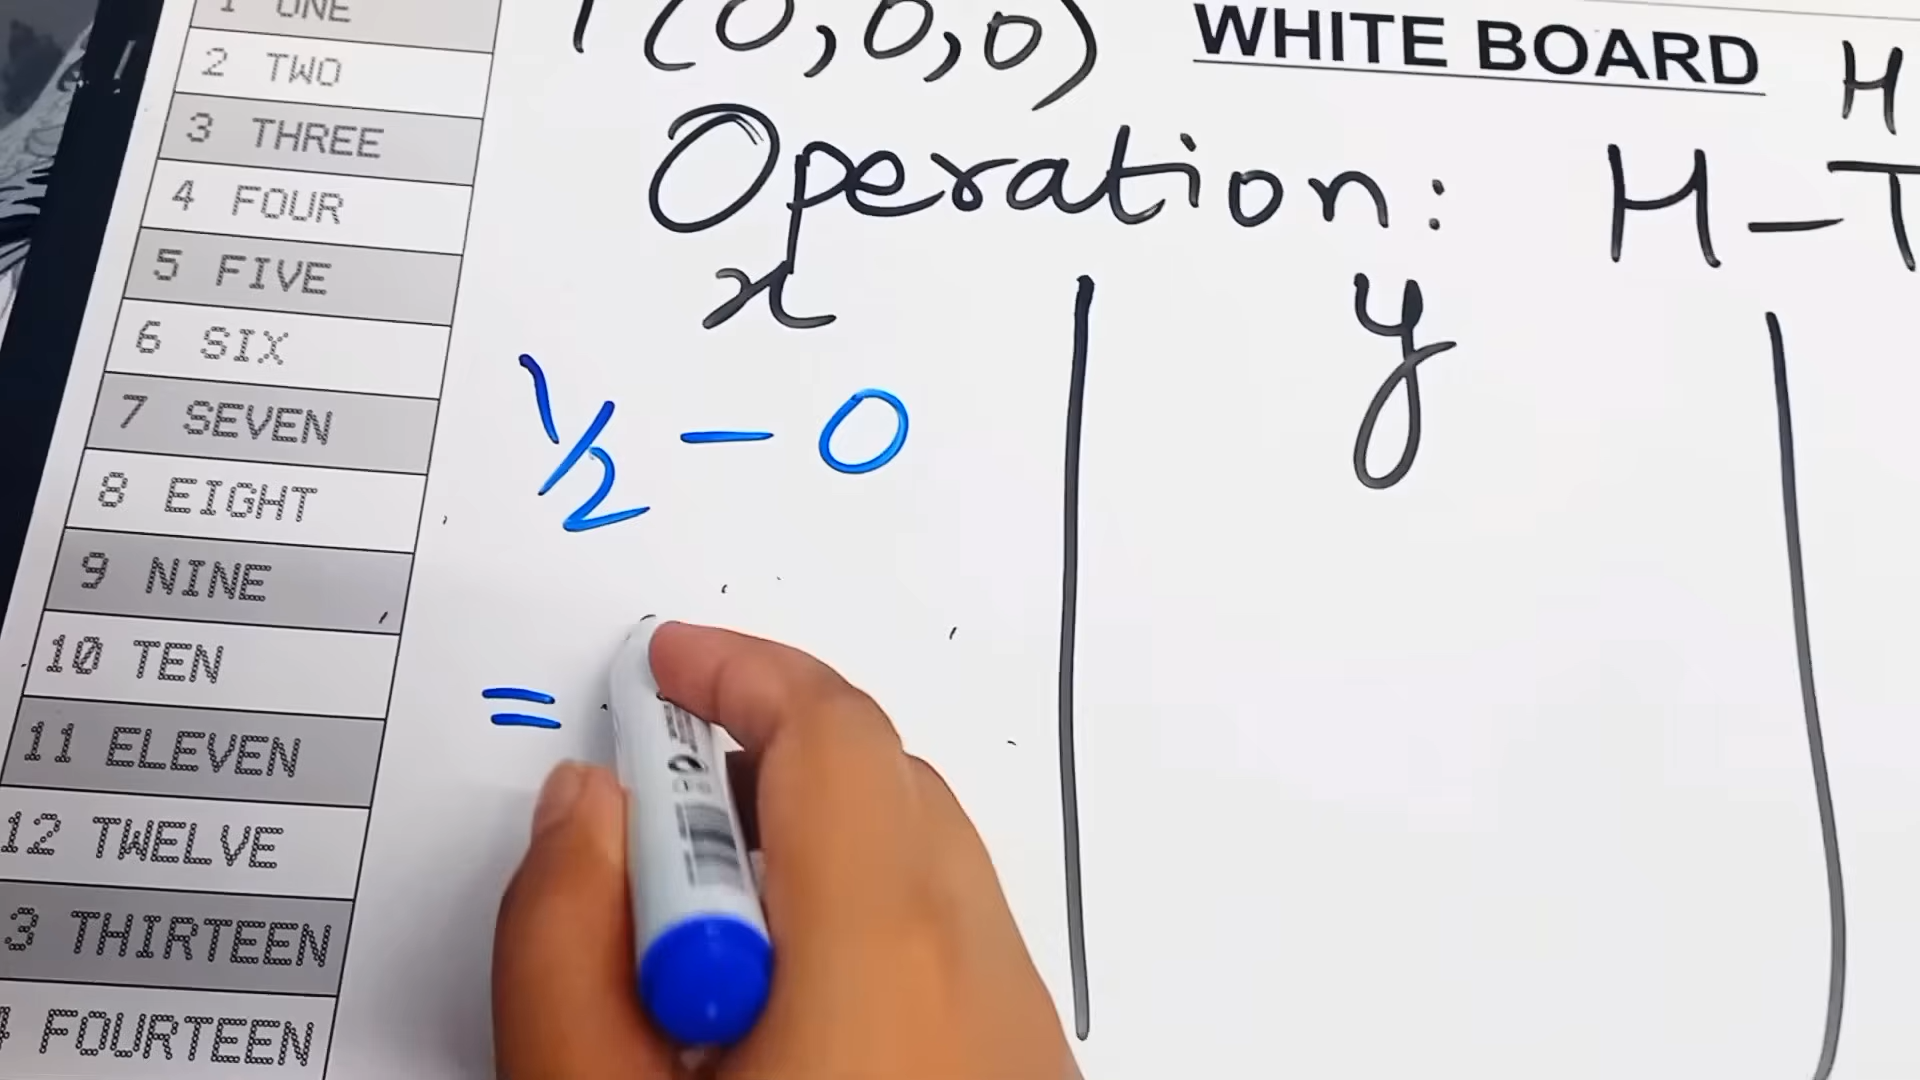 1 ONE
2 TWO
3 THREE
4 FOUR
5 FIVE
6 SIX
7 SEVEN
8 EIGHT
9 NINE
10 TEN
11 ELEVEN
12 TWELVE
3 THIRTEEN
FOURTEEN
(0,0,0)
WHITE BOARD
H
Operation: H-T
x
y
1/2 - 0
=